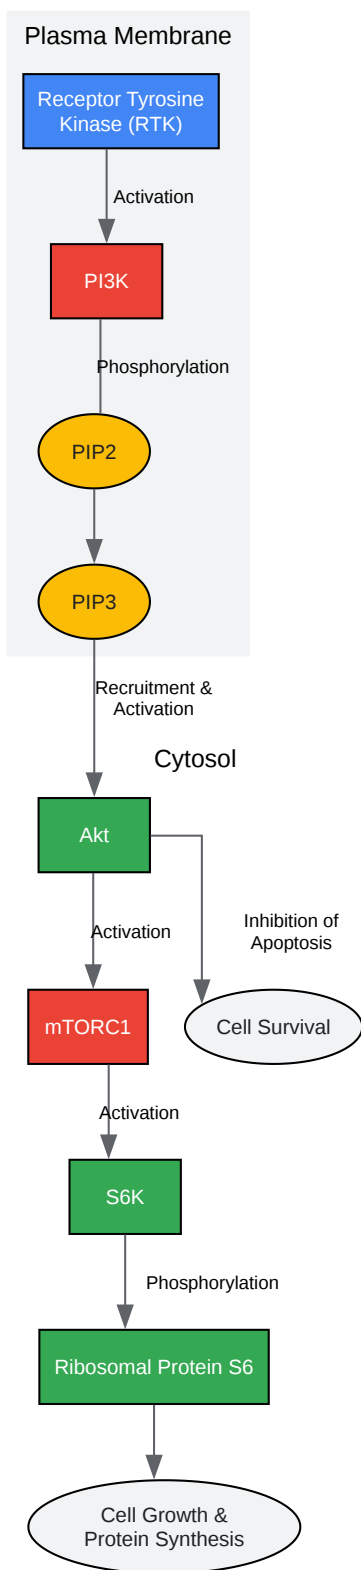 Plasma Membrane
Receptor Tyrosine
Kinase (RTK)
Activation
PI3K
Phosphorylation
PIP2
PIP3
Recruitment &
Activation
Cytosol
Akt
Inhibition of
Apoptosis
Activation
mTORC1
Cell Survival
Activation
S6K
Phosphorylation
Ribosomal Protein S6
Cell Growth &
Protein Synthesis